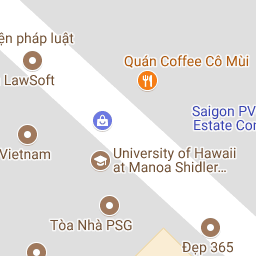 ện pháp luật
LawSoft
Quán Coffee Cô Mùi
Saigon PV
Estate Con
Vietnam
University of Hawaii
at Manoa Shidler...
Tòa Nhà PSG
Đẹp 365